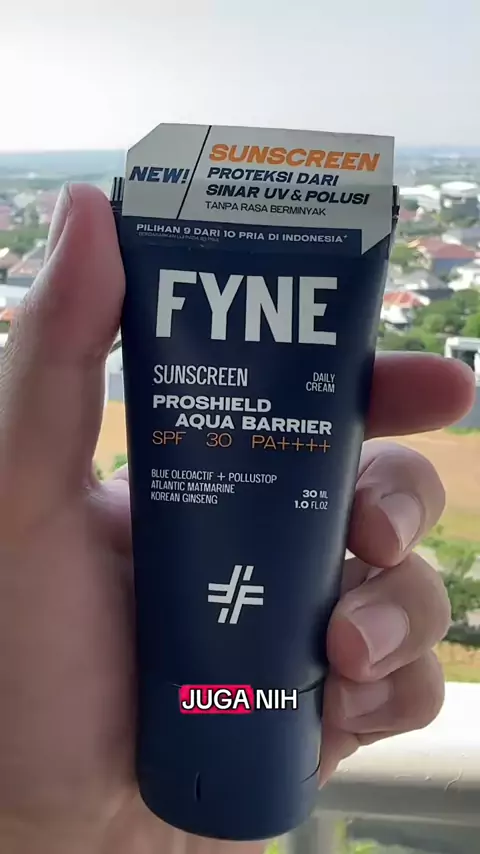 NEW!
SUNSCREEN
PROTEKSI DARI
SINAR UV & POLUSI
TANPA RASA BERMINYAK
PILIHAN 9 DARI 10 PRIA DI INDONESIA*
FYNE
SUNSCREEN
DAILY
CREAM
PROSHIELD
AQUA BARRIER
SPF 30 PA++++
BLUE OLEOACTIF + POLLUSTOP
ATLANTIC MATMARINE
KOREAN GINSENG
30 ML
1.0 FL.OZ
JUGA NIH